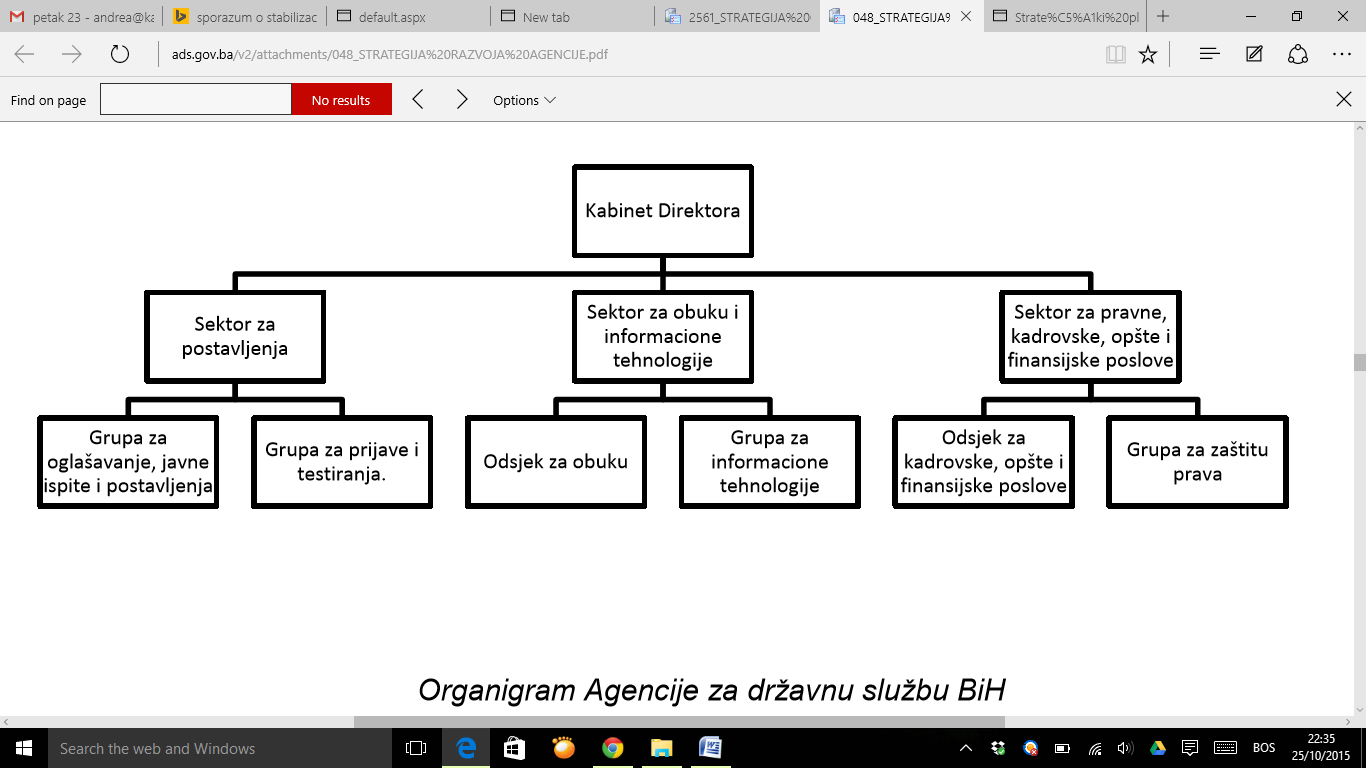 petak 23 - andrea@ka
sporazum o stabilizac
default.aspx
New tab
2561_STRATEGIJA%20
048_STRATEGIJA%
Strate%C5%A1ki%20pl
ads.gov.ba/v2/attachments/048_STRATEGIJA%20RAZVOJA%20AGENCIJE.pdf
Find on page
No results
Options
Kabinet Direktora
Sektor za
postavljenja
Sektor za obuku i
informacione
tehnologije
Sektor za pravne,
kadrovske, opšte i
finansijske poslove
Grupa za
oglašavanje, javne
ispite i postavljenja
Grupa za prijave i
testiranja.
Odsjek za obuku
Grupa za
informacione
tehnologije
Odsjek za
kadrovske, opšte i
finansijske poslove
Grupa za zaštitu
prava
Organigram Agencije za državnu službu BiH
Search the web and Windows
BOS
22:35
25/10/2015